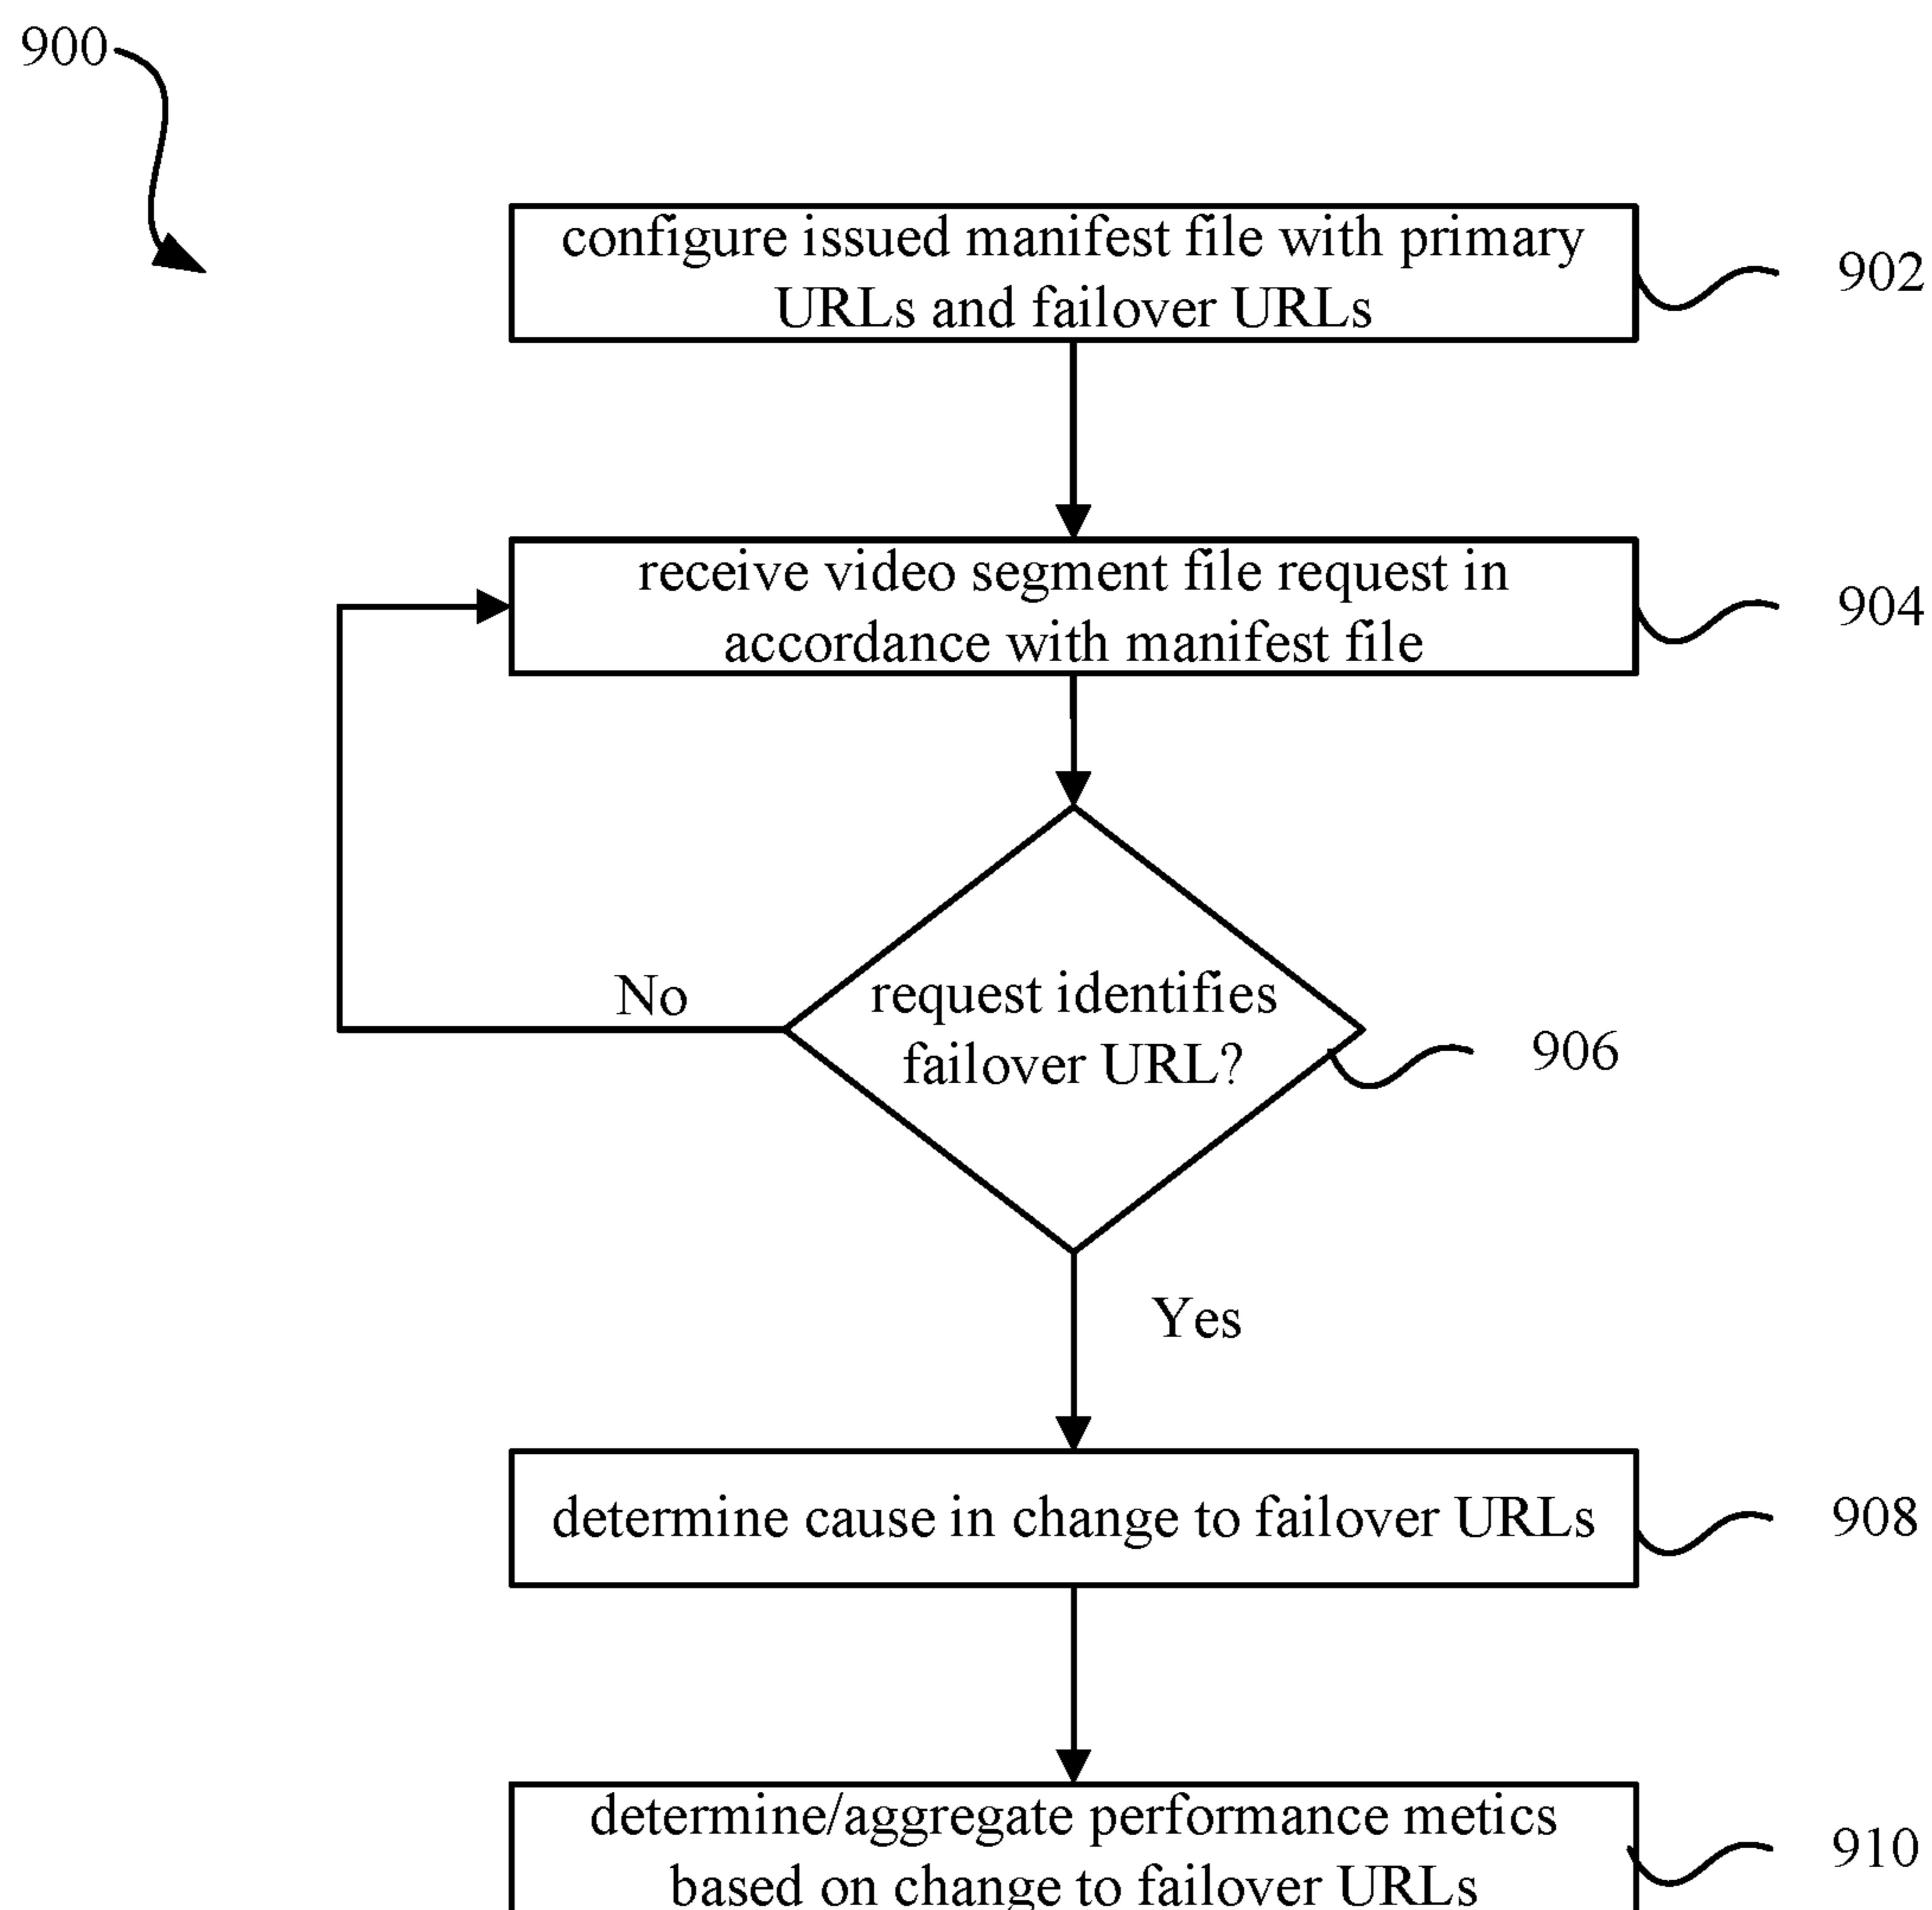 900
configure issued manifest file with primary
URLs and failover URLs
902
receive video segment file request in
accordance with manifest file
904
No
request identifies
failover URL?
906
Yes
determine cause in change to failover URLs
908
determine/aggregate performance metics
based on change to failover URLs
910